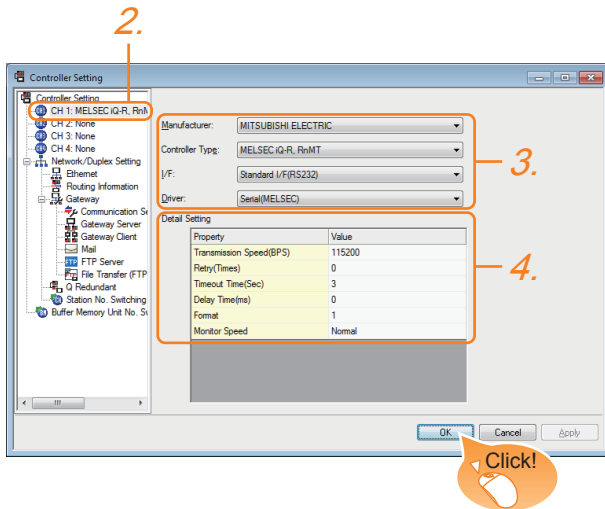 2.
Controller Setting
Controller Setting
CH 1: MELSEC iQ-R, RnM
CH 2: None
CH 3: None
CH 4: None
Network/Duplex Setting
Ethernet
Routing Information
Gateway
Communication Se
Gateway Server
Gateway Client
Mail
FTP Server
File Transfer (FTP
Q Redundant
Station No. Switching
Buffer Memory Unit No. Sw
Manufacturer: MITSUBISHI ELECTRIC
Controller Type: MELSEC iQ-R, RnMT
I/F: Standard I/F(RS232)
Driver: Serial(MELSEC)
3.
Detail Setting
Property Value
Transmission Speed(BPS) 115200
Retry(Times) 0
Timeout Time(Sec) 3
Delay Time(ms) 0
Format 1
Monitor Speed Normal
4.
OK Cancel Apply
Click!